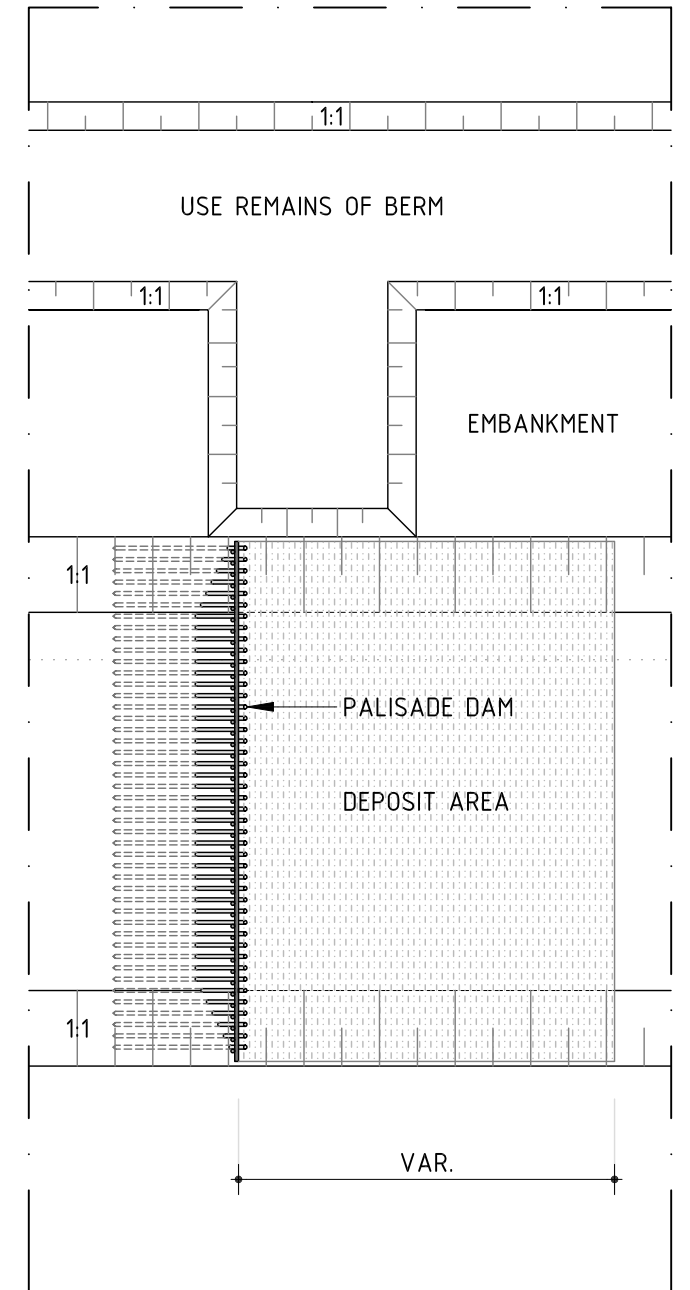 1:1
USE REMAINS OF BERM
1:1
1:1
EMBANKMENT
1:1
PALISADE DAM
DEPOSIT AREA
1:1
VAR.